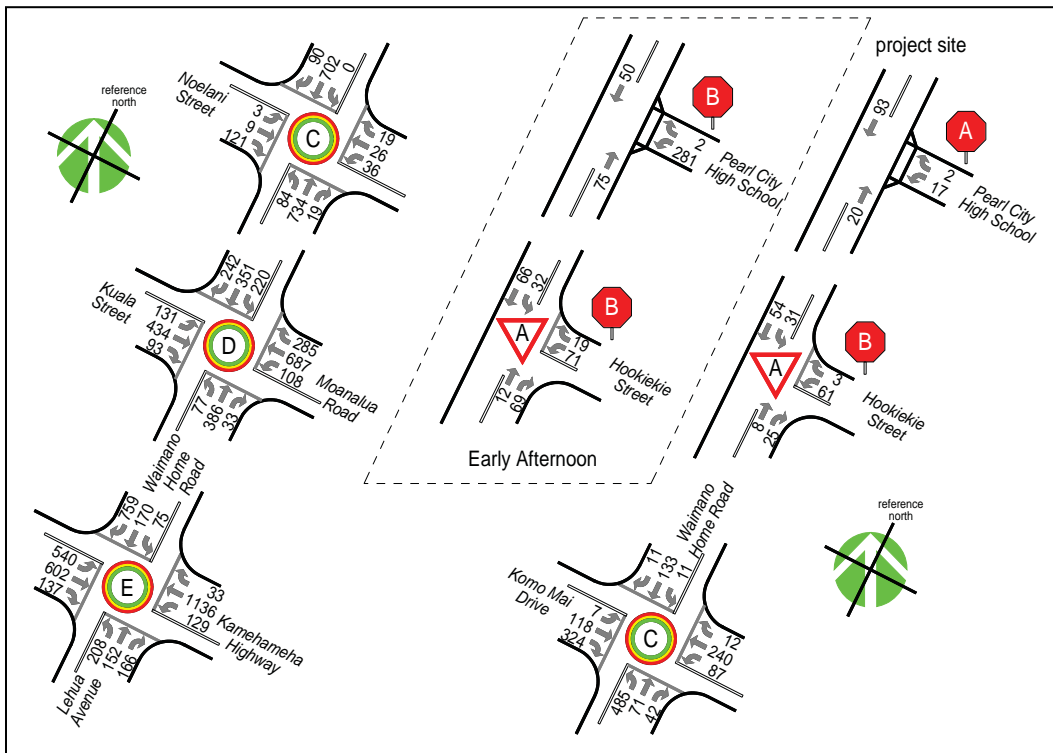 project site
reference
north
Noelani
Street
90
702
0
3
9
121
C
19
26
36
84
734
19
50
B
2
281
75
Pearl City
High School
93
A
2
17
20
Pearl City
High School
242
351
220
Kuala
Street
131
434
93
D
285
687
108
Moanalua
Road
77
386
33
Waimano
Home
Road
66
32
A
B
19
71
12
69
Hookiekie
Street
Early Afternoon
54
31
A
B
3
61
8
25
Hookiekie
Street
759
170
75
540
602
137
E
33
1136
129
Kamehameha
Highway
208
152
166
Lehua
Avenue
Waimano
Home Road
11
133
11
Komo Mai
Drive
7
118
324
C
12
240
87
485
71
42
reference
north